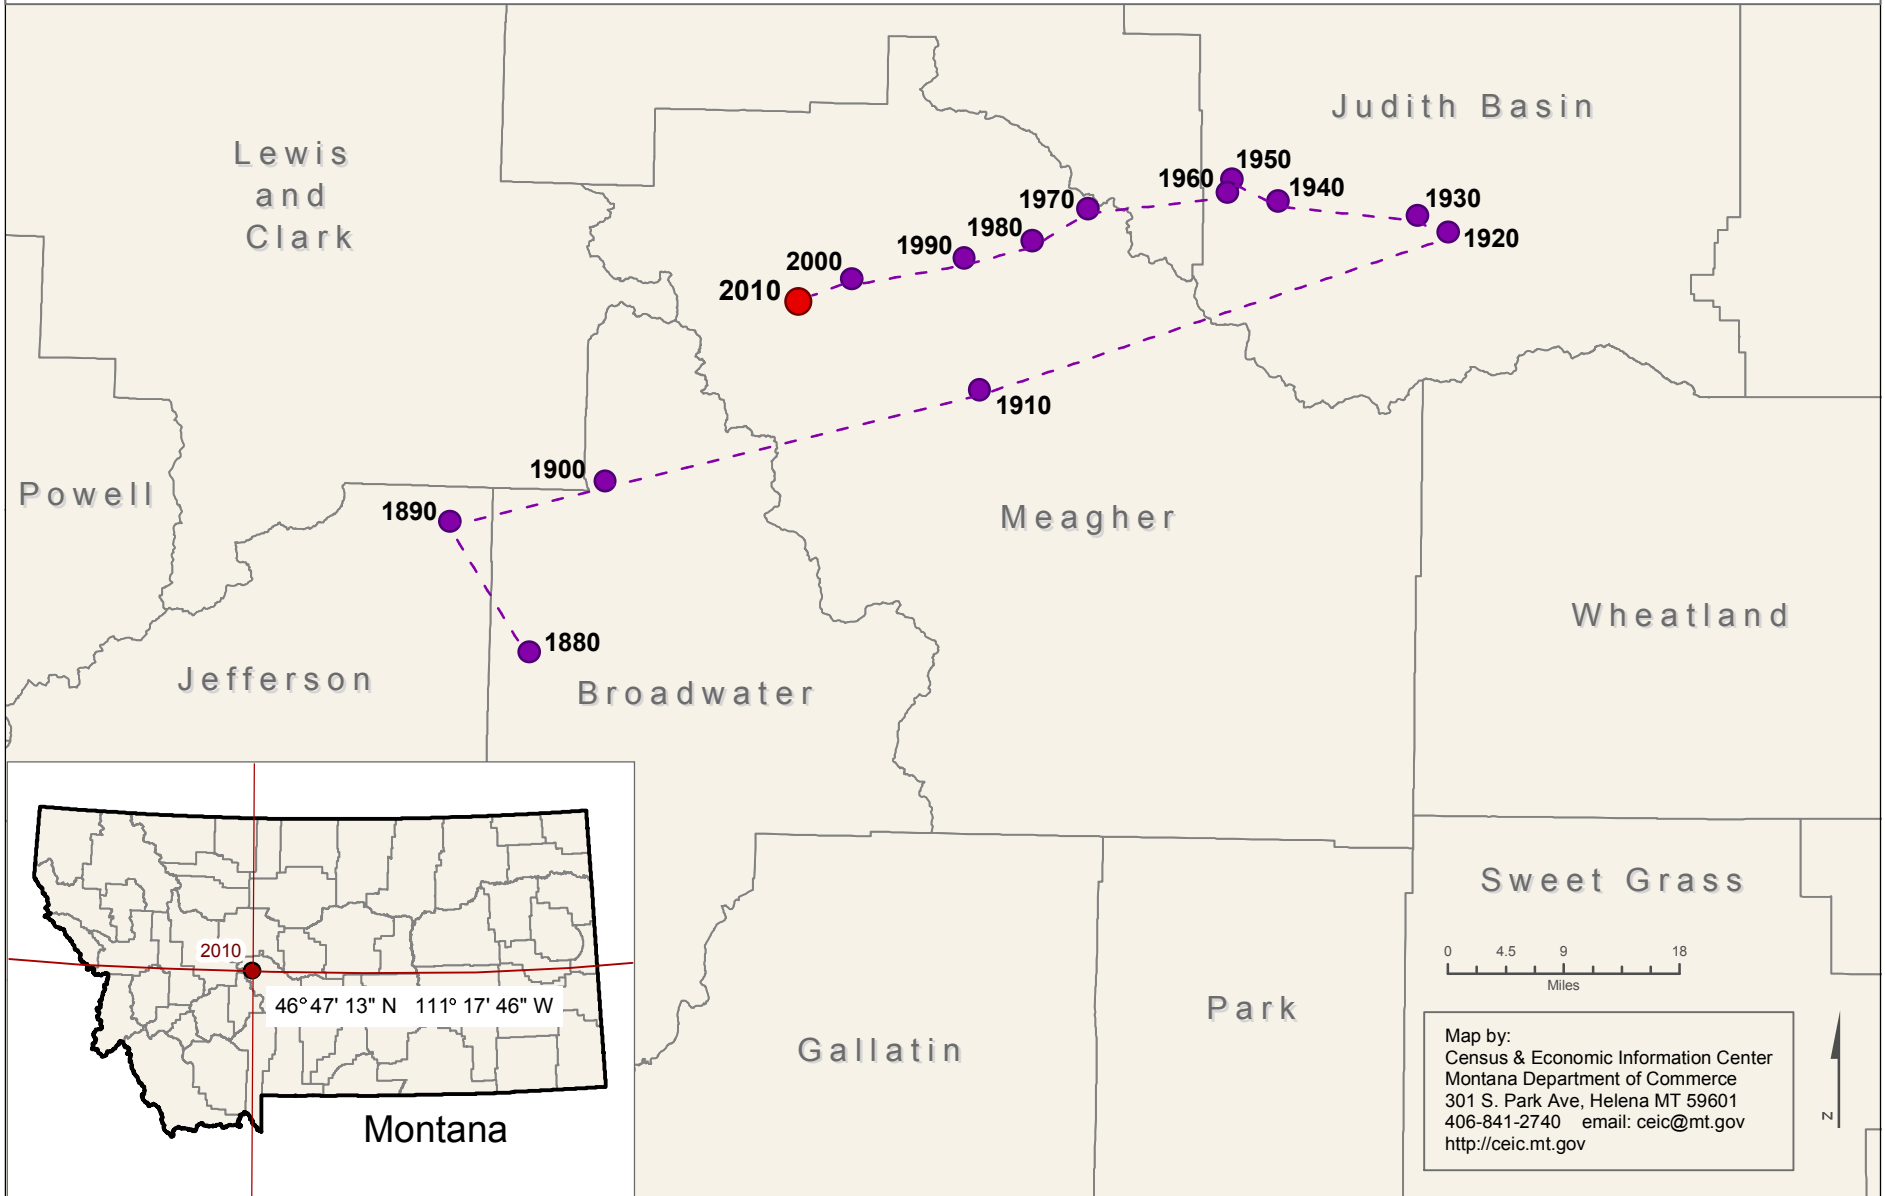 Judith Basin
Lewis
and
Clark
1950
1960
1940
1970
1930
1980
1920
1990
2000
2010
1910
1900
1890
Powell
Meagher
Wheatland
1880
Jefferson
Broadwater
Sweet Grass
2010
46° 47' 13" N 111° 17' 46" W
Montana
Gallatin
Park
0 4.5 9 18
Miles
Map by:
Census & Economic Information Center
Montana Department of Commerce
301 S. Park Ave, Helena MT 59601
406-841-2740 email: ceic@mt.gov
http://ceic.mt.gov
N